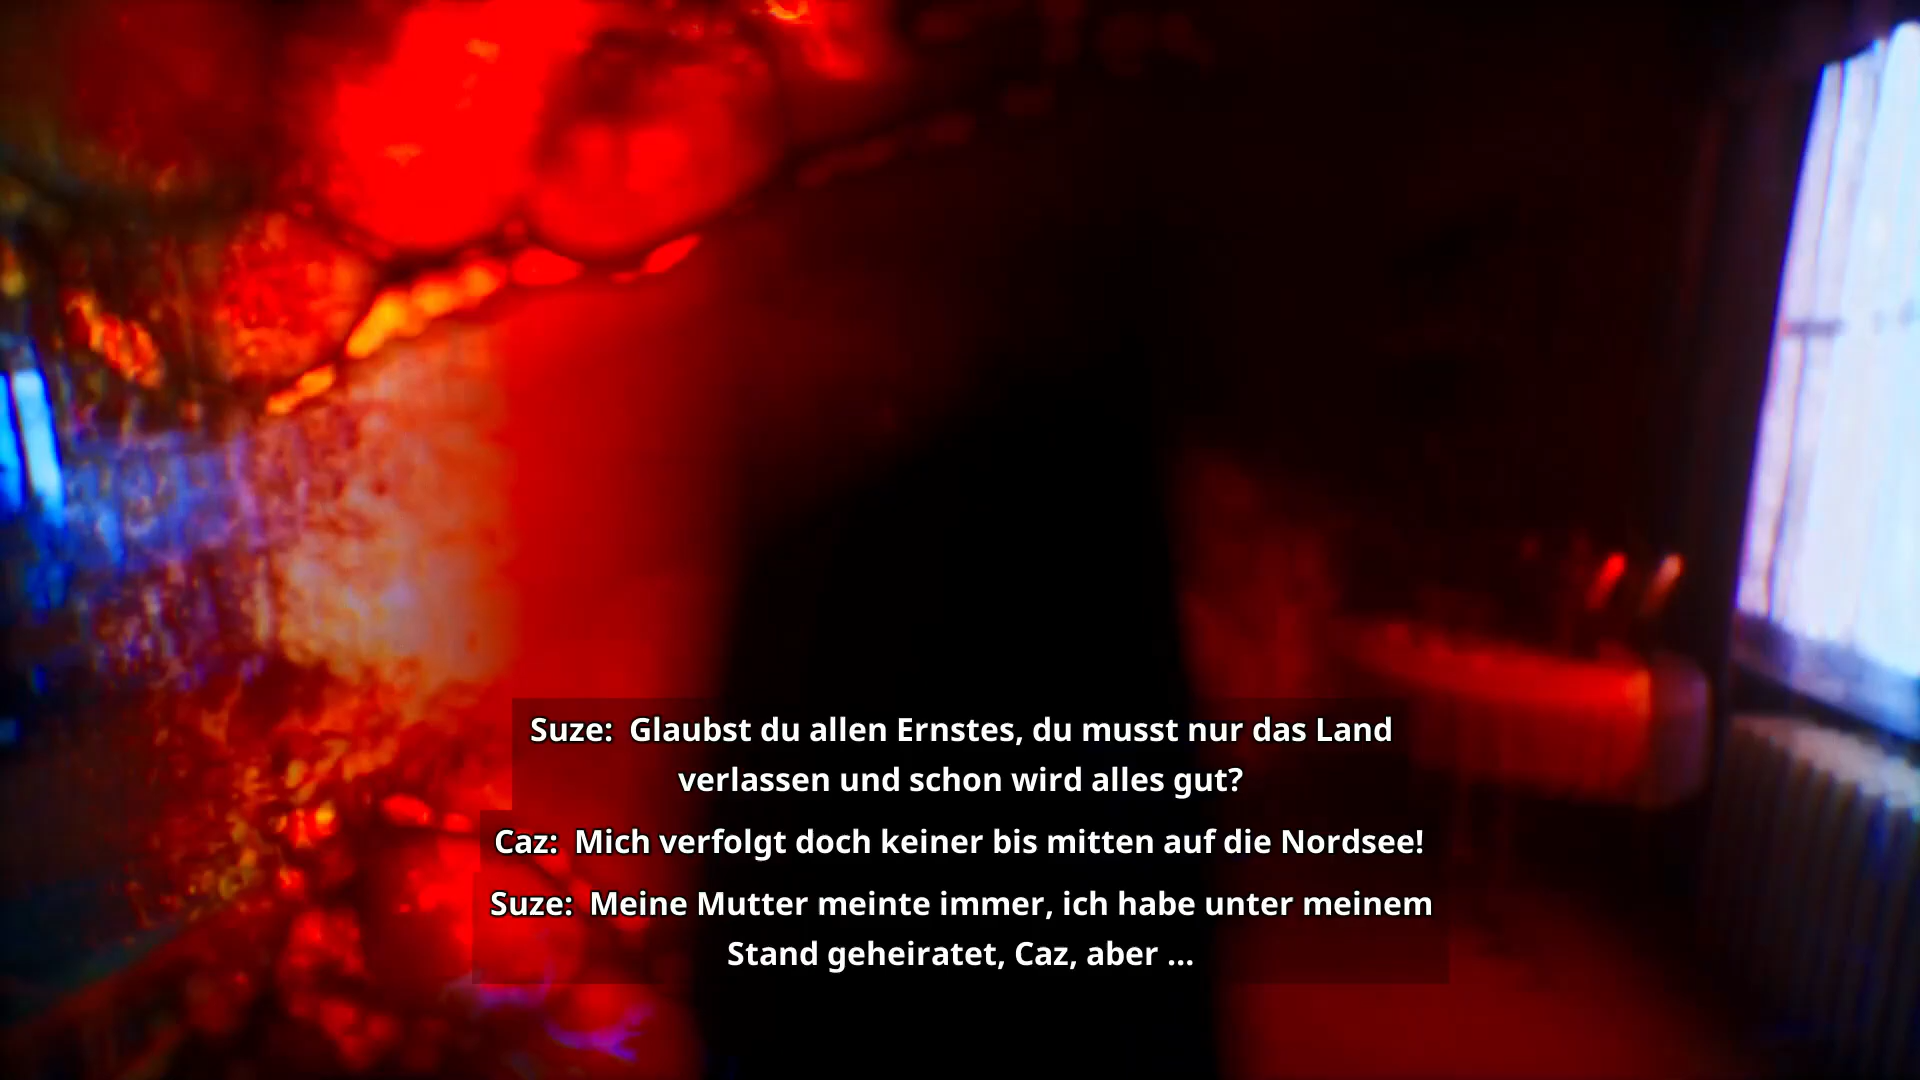 Suze:  Glaubst du allen Ernstes, du musst nur das Land
verlassen und schon wird alles gut?
Caz:  Mich verfolgt doch keiner bis mitten auf die Nordsee!
Suze:  Meine Mutter meinte immer, ich habe unter meinem
Stand geheiratet, Caz, aber ...